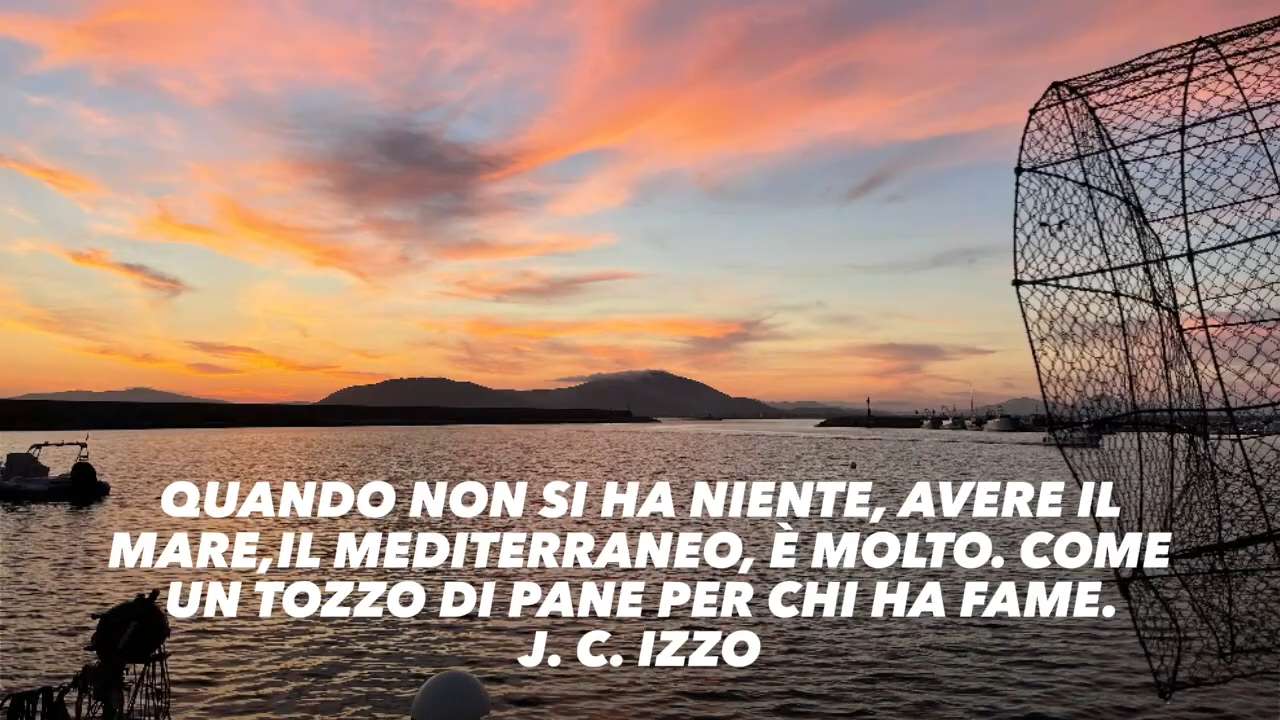 QUANDO NON SI HA NIENTE, AVERE IL
MARE,IL MEDITERRANEO, È MOLTO. COME
UN TOZZO DI PANE PER CHI HA FAME.
J. C. IZZO